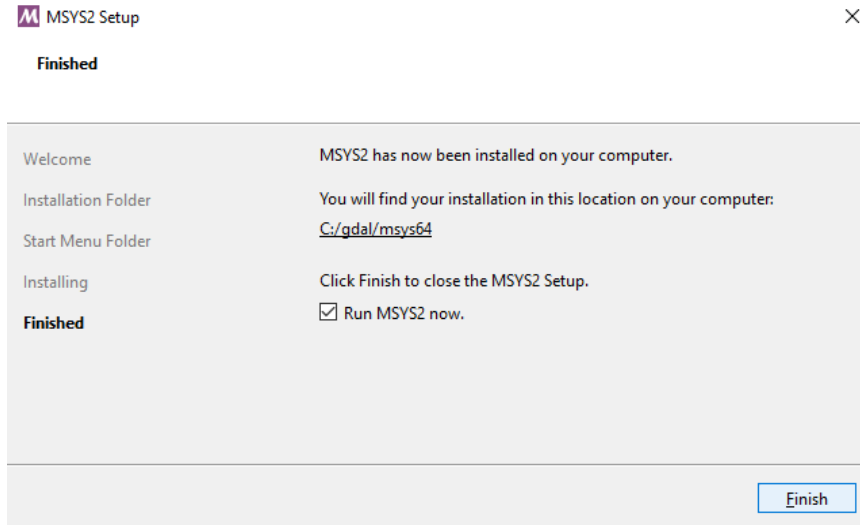 MSYS2 Setup
Finished
Welcome
Installation Folder
Start Menu Folder
Installing
Finished
MSYS2 has now been installed on your computer.
You will find your installation in this location on your computer:
C:/gdal/msys64
Click Finish to close the MSYS2 Setup.
Run MSYS2 now.
Finish